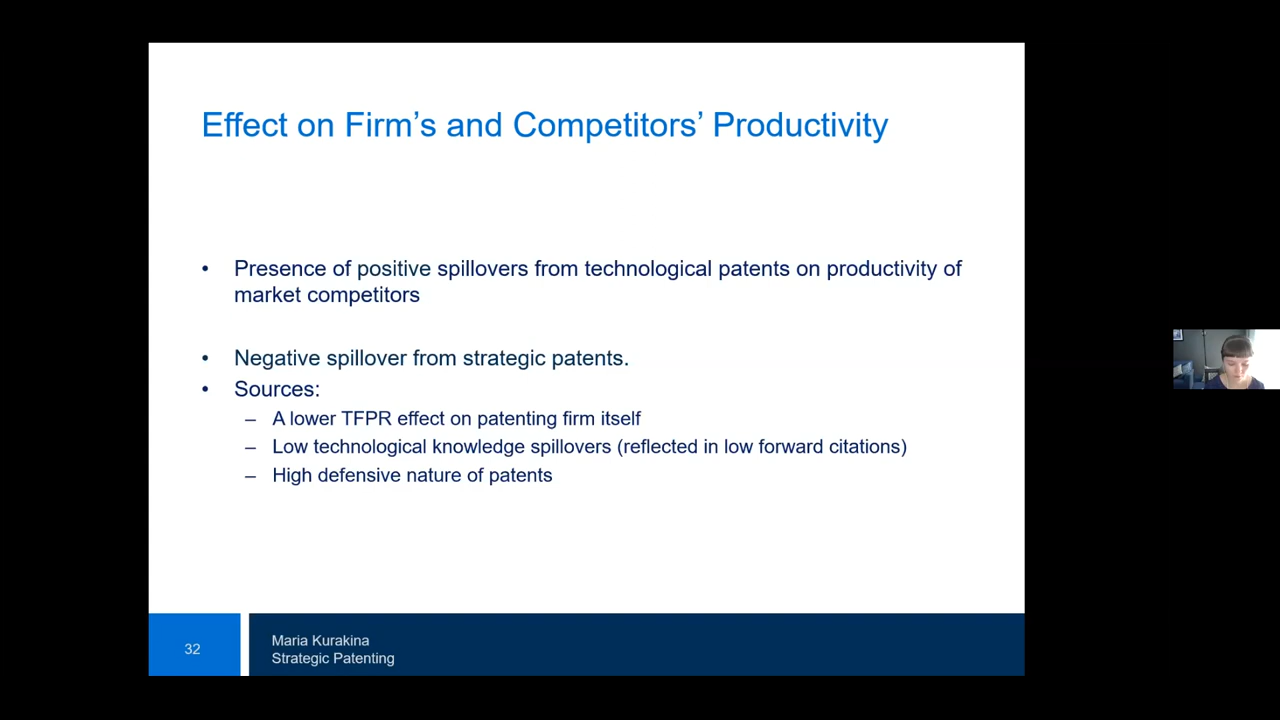 Effect on Firm’s and Competitors’ Productivity
• Presence of positive spillovers from technological patents on productivity of
market competitors
• Negative spillover from strategic patents.
• Sources:
– A lower TFPR effect on patenting firm itself
– Low technological knowledge spillovers (reflected in low forward citations)
– High defensive nature of patents
32
Maria Kurakina
Strategic Patenting